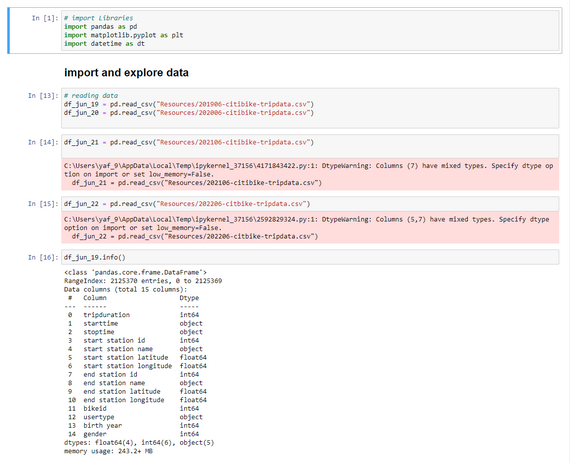 In [1]:
# import Libraries
import pandas as pd
import matplotlib.pyplot as plt
import datetime as dt
import and explore data
In [13]:
# reading data
df_jun_19 = pd.read_csv("Resources/201906-citibike-tripdata.csv")
df_jun_20 = pd.read_csv("Resources/202006-citibike-tripdata.csv")
In [14]:
df_jun_21 = pd.read_csv("Resources/202106-citibike-tripdata.csv")
C:\Users\yaf_9\AppData\Local\Temp\ipykernel_37156\4171843422.py:1: DtypeWarning: Columns (7) have mixed types. Specify dtype op
tion on import or set low_memory=False.
df_jun_21 = pd.read_csv("Resources/202106-citibike-tripdata.csv")
In [15]:
df_jun_22 = pd.read_csv("Resources/202206-citbike-tripdata.csv")
C:\Users\yaf_9\AppData\Local\Temp\ipykernel_37156\2592829324.py:1: DtypeWarning: Columns (5,7) have mixed types. Specify dtype
option on import or set low_memory=False.
df_jun_22 = pd.read_csv("Resources/202206-citbike-tripdata.csv")
In [16]:
df_jun_19.info()
<class 'pandas.core.frame.DataFrame'>
RangeIndex: 2125370 entries, 0 to 2125369
Data columns (total 15 columns):
# Column Dtype
--- ------ -----
0 tripduration int64
1 starttime object
2 stoptime object
3 start station id int64
4 start station name object
5 start station latitude float64
6 start station longitude float64
7 end station id int64
8 end station name object
9 end station latitude float64
10 end station longitude float64
11 bikeid int64
12 usertype object
13 birth year int64
14 gender int64
dtypes: float64(4), int64(6), object(5)
memory usage: 243.2+ MB